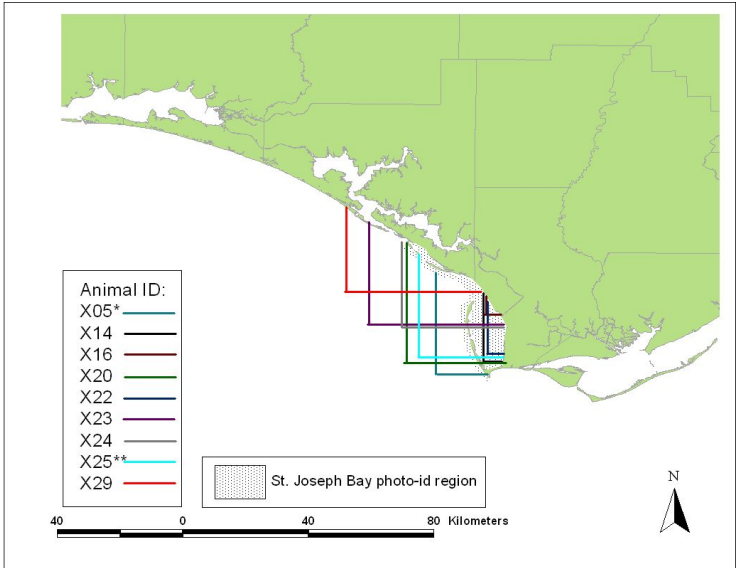 Animal ID:
X05*
X14
X16
X20
X22
X23
X24
X25**
X29
St. Joseph Bay photo-id region
N
40 0 40 80 Kilometers